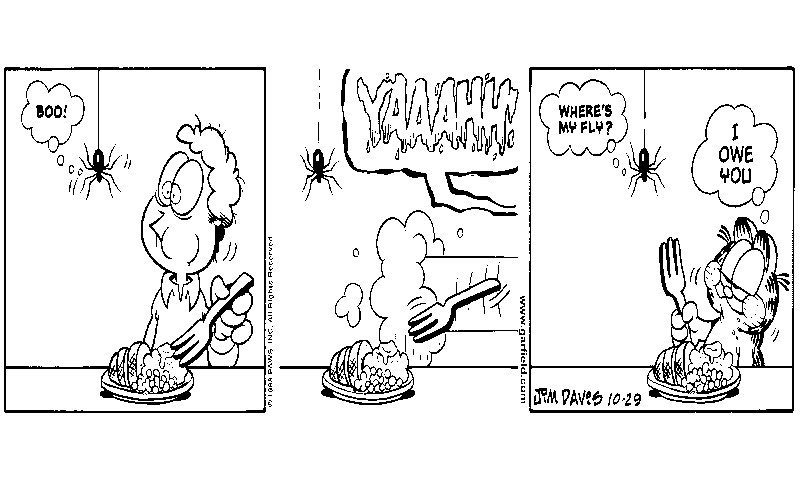 BOO!
© 1998 PAWS, INC. All Rights Reserved
YAAAHH!
www.garfield.com
WHERE'S
MY FLY?
I
OWE
YOU
JIM DAVIS 10-29